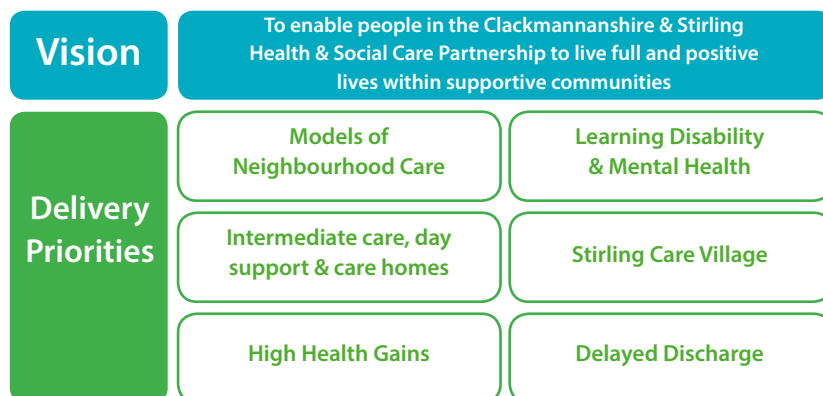 Vision
To enable people in the Clackmannanshire & Stirling
Health & Social Care Partnership to live full and positive
lives within supportive communities
Delivery
Priorities
Models of
Neighbourhood Care
Learning Disability
& Mental Health
Intermediate care, day
support & care homes
Stirling Care Village
High Health Gains
Delayed Discharge